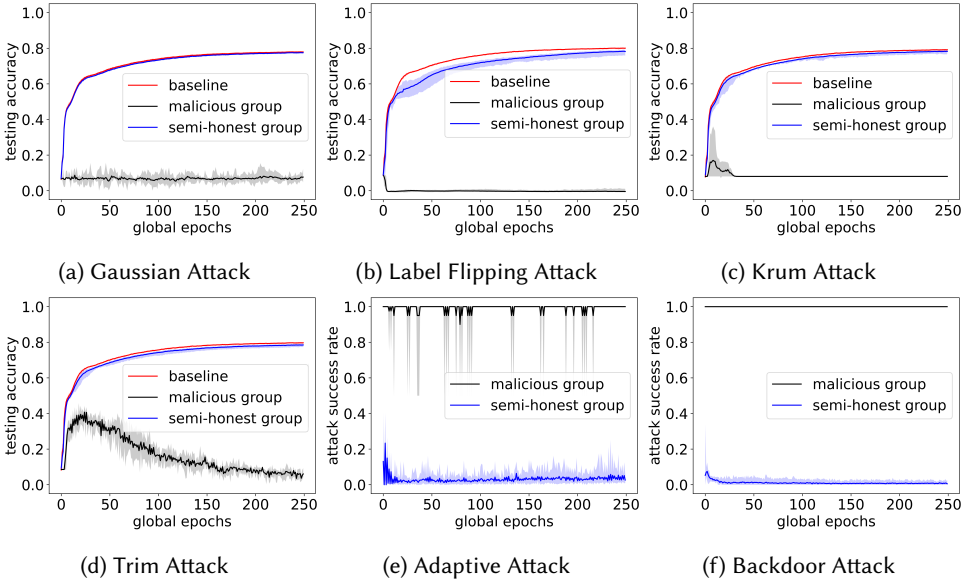 testing accuracy
1.0
0.8
0.6
0.4
0.2
0.0
baseline
malicious group
semi-honest group
0 50 100 150 200 250
global epochs
(a) Gaussian Attack
testing accuracy
1.0
0.8
0.6
0.4
0.2
0.0
baseline
malicious group
semi-honest group
0 50 100 150 200 250
global epochs
(b) Label Flipping Attack
testing accuracy
1.0
0.8
0.6
0.4
0.2
0.0
baseline
malicious group
semi-honest group
0 50 100 150 200 250
global epochs
(c) Krum Attack
testing accuracy
1.0
0.8
0.6
0.4
0.2
0.0
baseline
malicious group
semi-honest group
0 50 100 150 200 250
global epochs
(d) Trim Attack
attack success rate
1.0
0.8
0.6
0.4
0.2
0.0
malicious group
semi-honest group
0 50 100 150 200 250
global epochs
(e) Adaptive Attack
attack success rate
1.0
0.8
0.6
0.4
0.2
0.0
malicious group
semi-honest group
0 50 100 150 200 250
global epochs
(f) Backdoor Attack